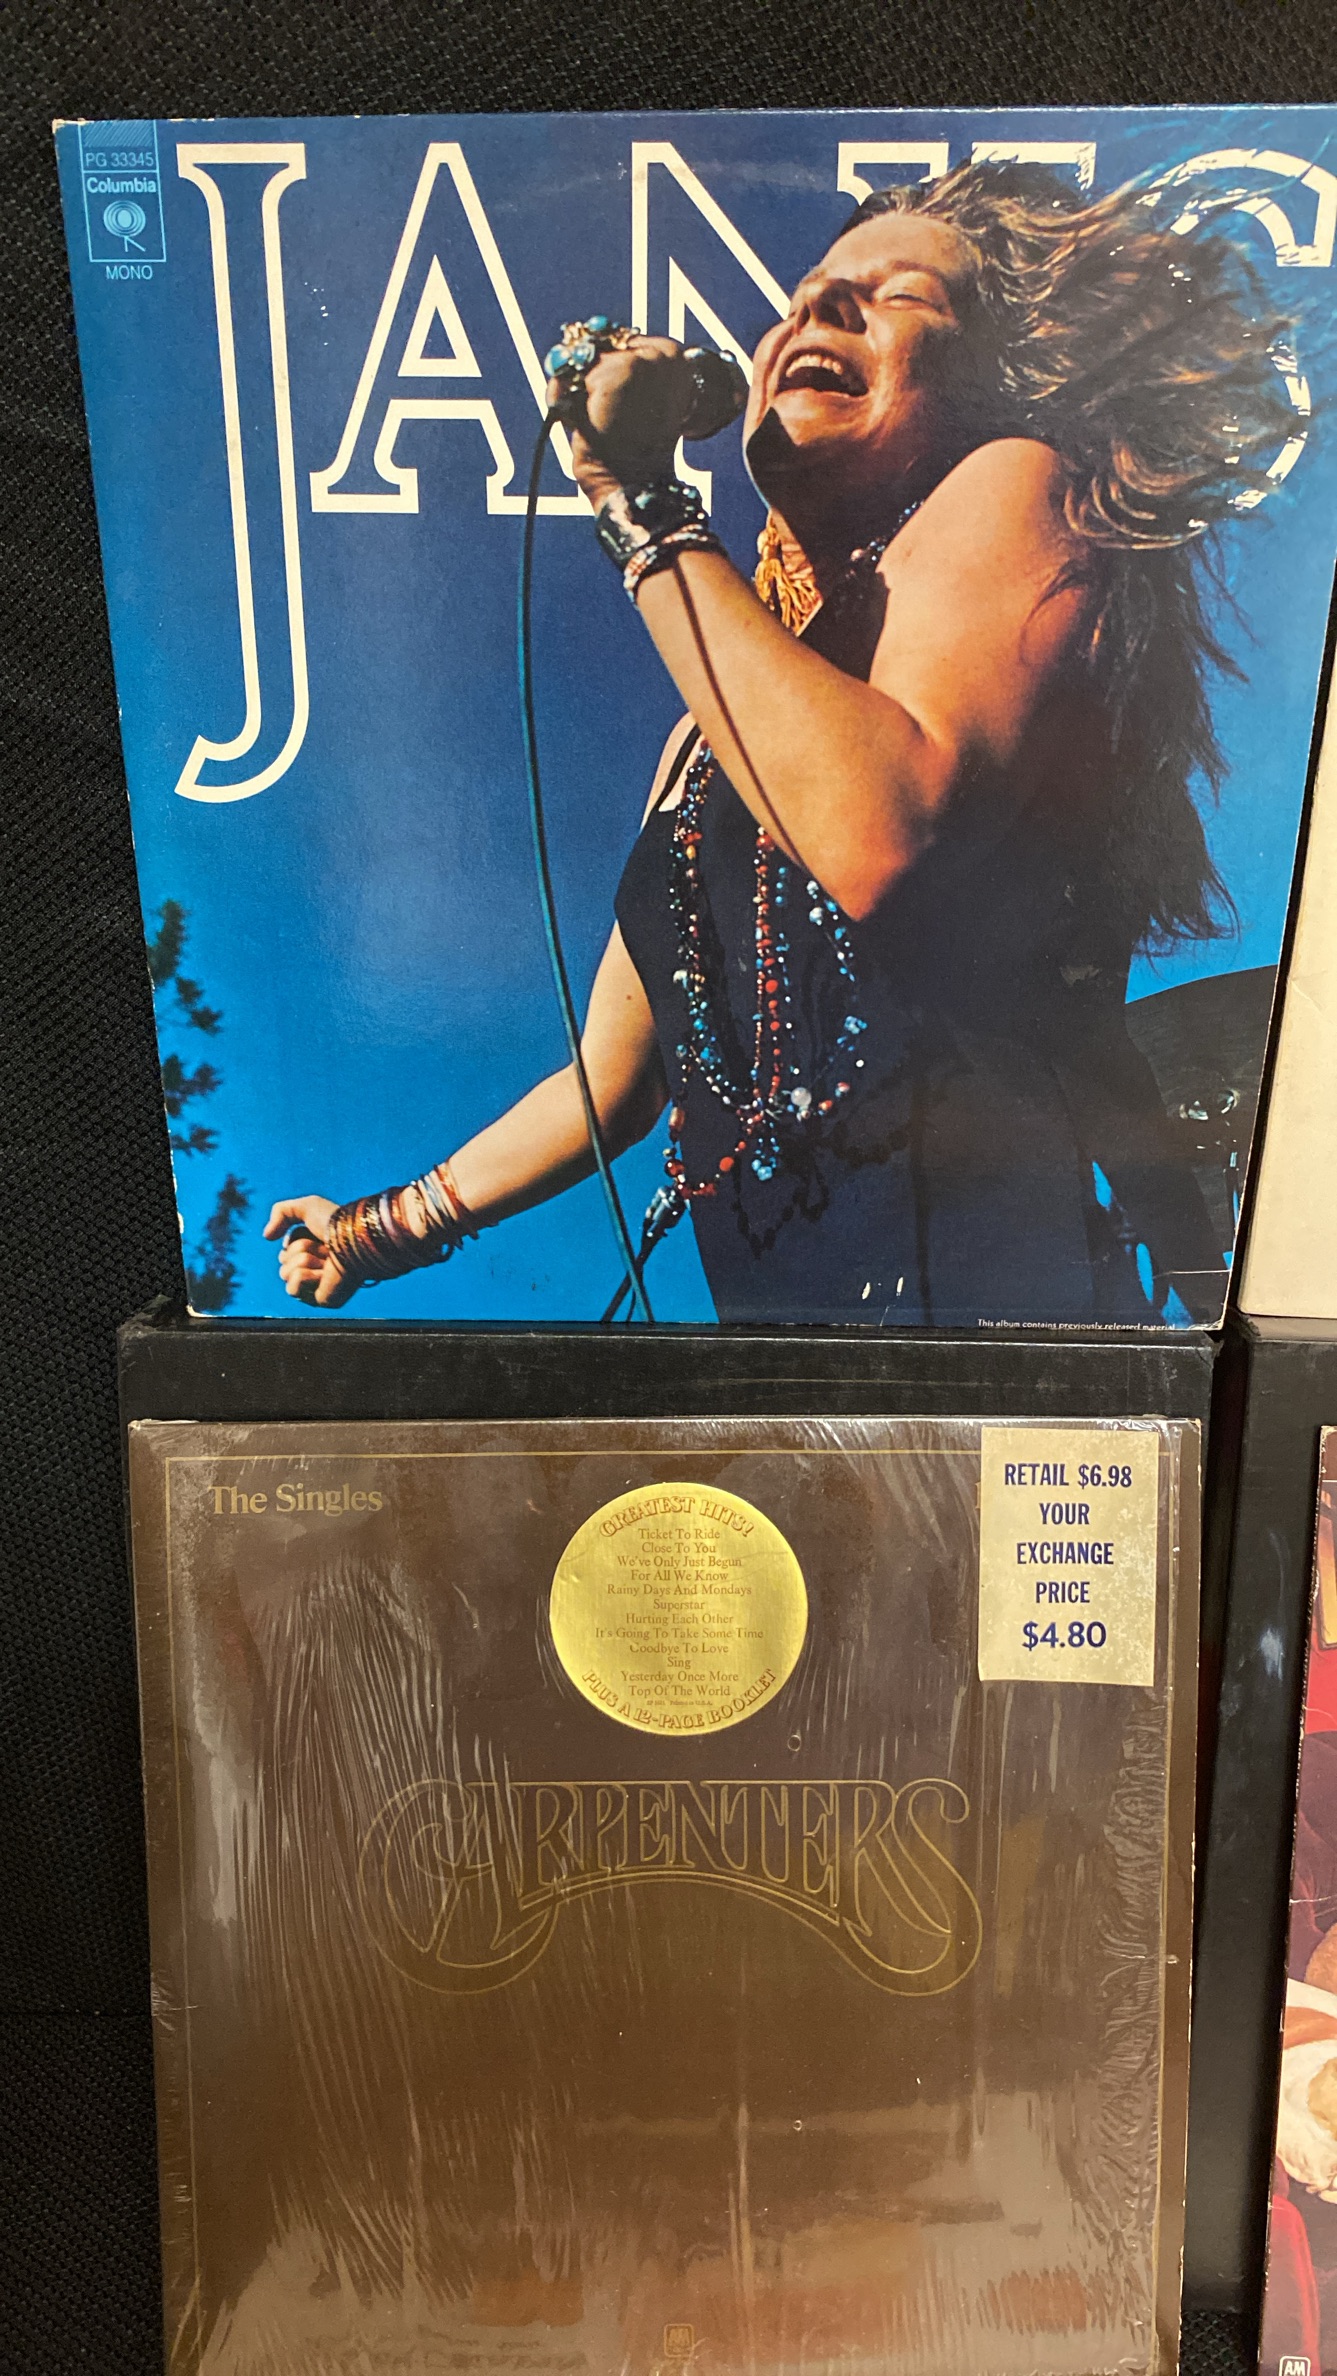 PG 33345
Columbia
MONO
JANIS
This album contains previously released material
The Singles
GREATEST HITS!
Ticket To Ride
Close To You
We've Only Just Begun
For All We Know
Rainy Days And Mondays
Superstar
Hurting Each Other
It's Going To Take Some Time
Goodbye To Love
Sing
Yesterday Once More
Top Of The World
PLUS A 12-PAGE BOOKLET
RETAIL $6.98
YOUR
EXCHANGE
PRICE
$4.80
CARPENTERS
A&M
A&M